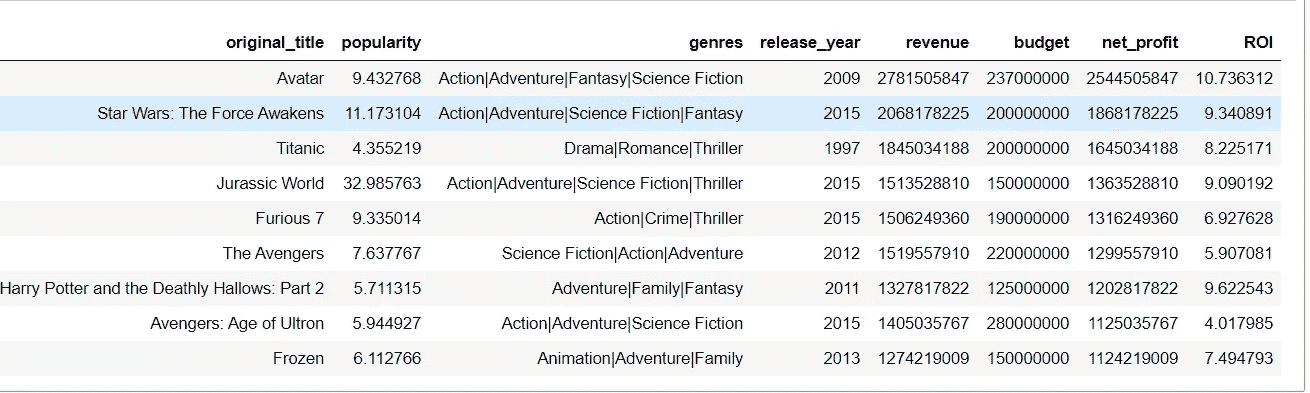 original_title popularity genres release_year revenue budget net_profit ROI
Avatar 9.432768 Action|Adventure|Fantasy|Science Fiction 2009 2781505847 237000000 2544505847 10.736312
Star Wars: The Force Awakens 11.173104 Action|Adventure|Science Fiction|Fantasy 2015 2068178225 200000000 1868178225 9.340891
Titanic 4.355219 Drama|Romance|Thriller 1997 1845034188 200000000 1645034188 8.225171
Jurassic World 32.985763 Action|Adventure|Science Fiction|Thriller 2015 1513528810 150000000 1363528810 9.090192
Furious 7 9.335014 Action|Crime|Thriller 2015 1506249360 190000000 1316249360 6.927628
The Avengers 7.637767 Science Fiction|Action|Adventure 2012 1519557910 220000000 1299557910 5.907081
Harry Potter and the Deathly Hallows: Part 2 5.711315 Adventure|Family|Fantasy 2011 1327817822 125000000 1202817822 9.622543
Avengers: Age of Ultron 5.944927 Action|Adventure|Science Fiction 2015 1405035767 280000000 1125035767 4.017985
Frozen 6.112766 Animation|Adventure|Family 2013 1274219009 150000000 1124219009 7.494793